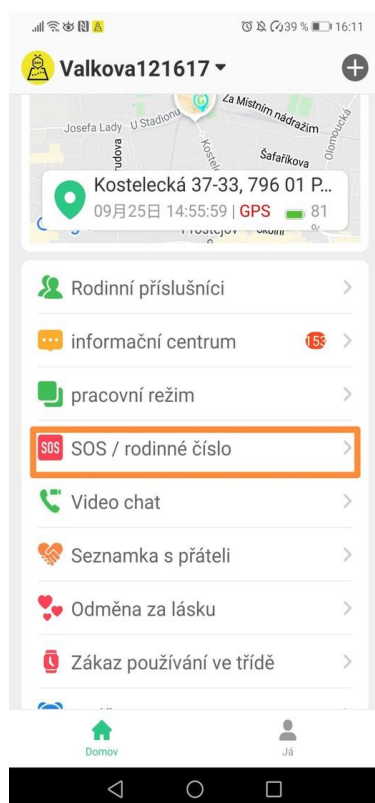 39 % 16:11
Valkova121617
Za Místním nádražím
Josefa Lady
U Stadionu
Šafaříkova
Kostelecká 37-33, 796 01 P...
09月25日 14:55:59 | GPS 81
%
Rodinní příslušníci
informační centrum 153
pracovní režim
SOS SOS / rodinné číslo
Video chat
Seznamka s přáteli
Odměna za lásku
Zákaz používání ve třídě
Domov
Já